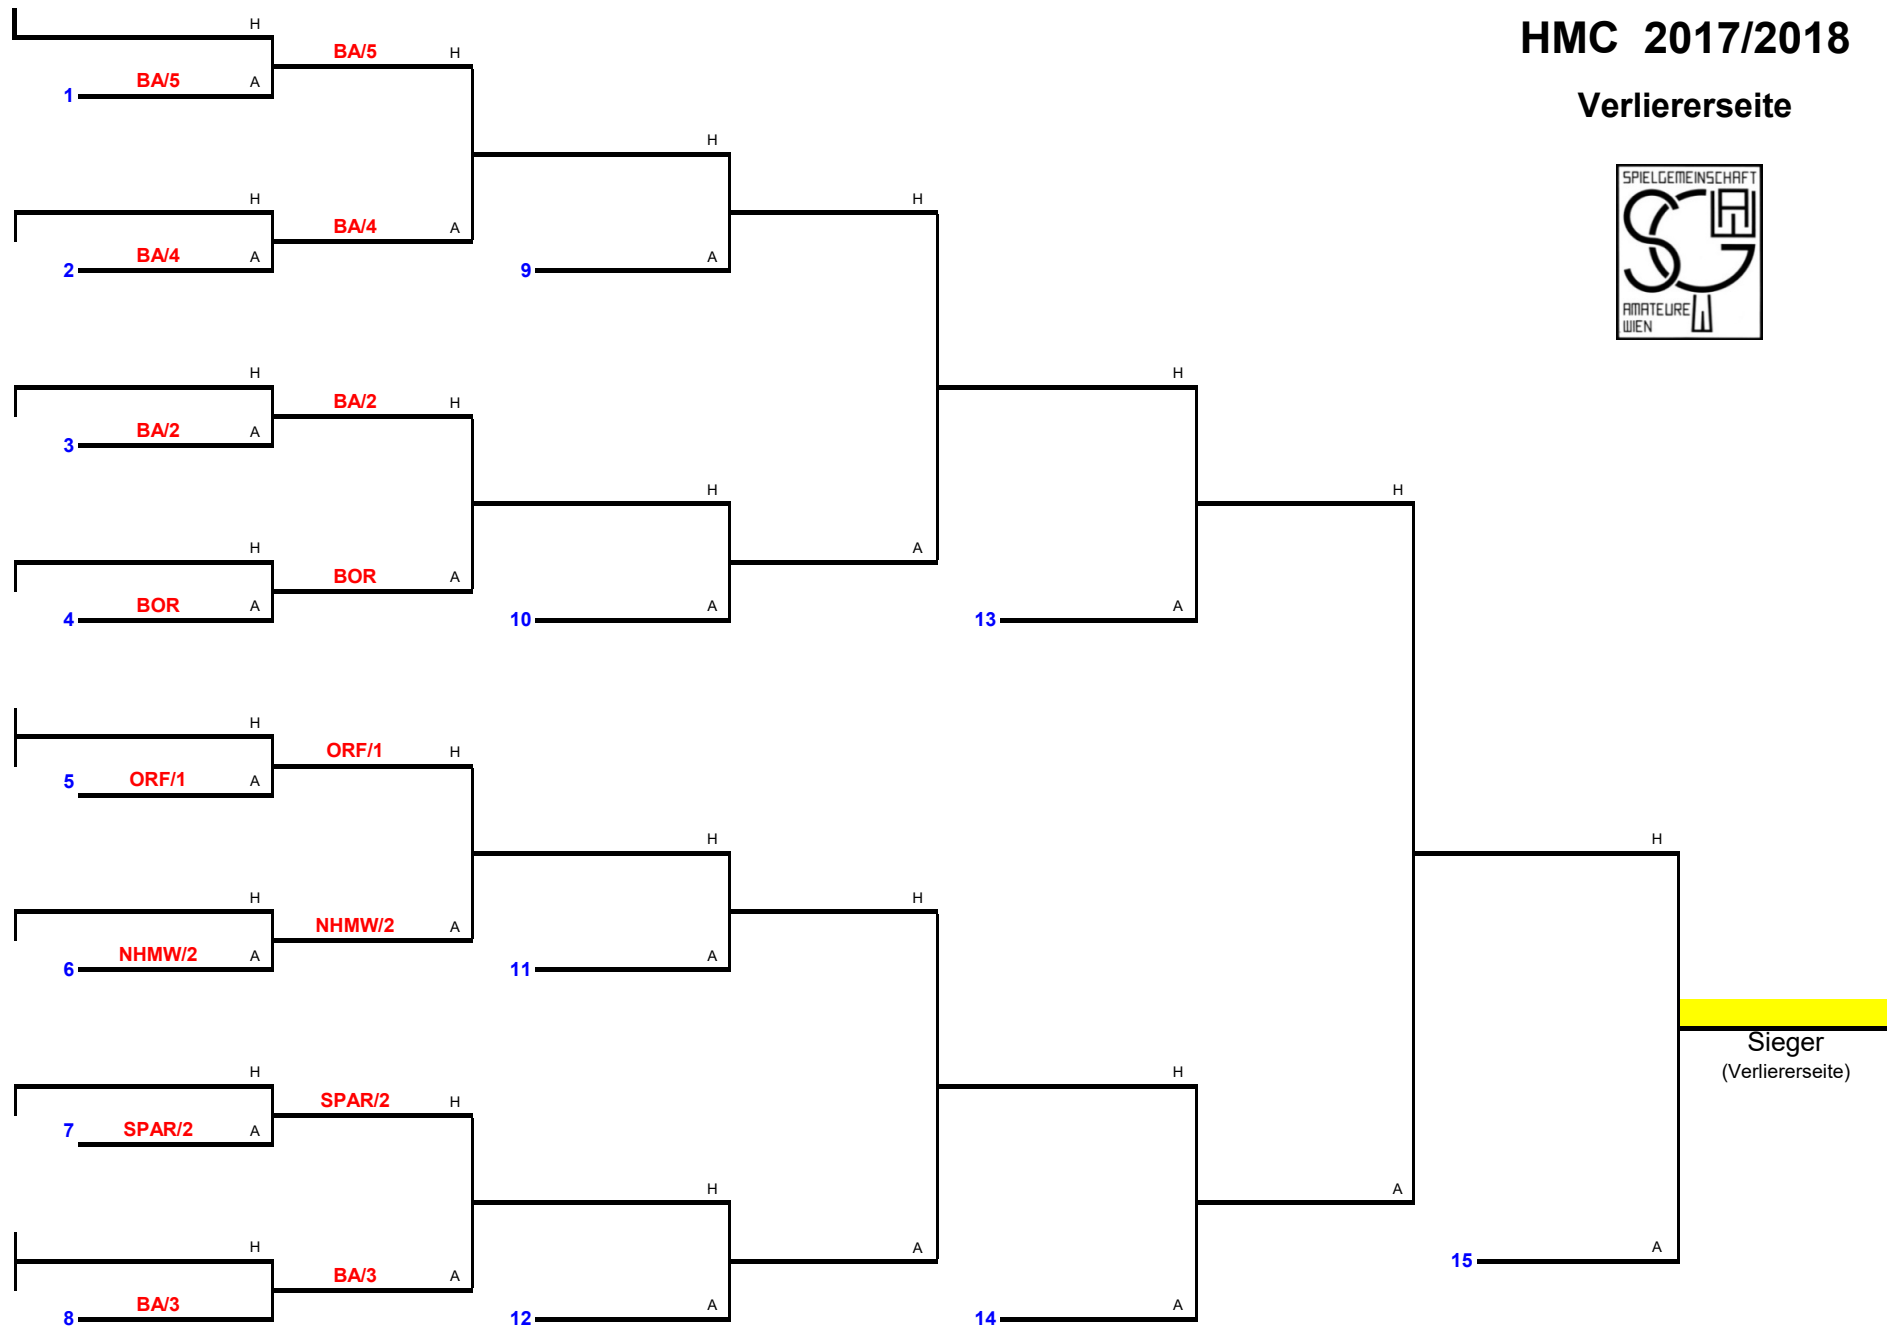 HMC 2017/2018
Verliererseite
SPIELGEMEINSCHAFT
SG
AMATEURE
WIEN
H
BA/5 H
BA/5 A
1
H
H
H
BA/4 A
BA/4 A
2
9
A
H
BA/2 H
H
BA/2 A
3
H
H
H
A
BOR A
BOR A
4
10
A
13
A
H
ORF/1 H
5
ORF/1 A
H
H
H
H
NHMW/2 A
NHMW/2 A
6
11
A
Sieger
(Verliererseite)
H
H
SPAR/2 H
7
SPAR/2 A
H
A
H
A
15
A
BA/3 A
BA/3
8
A
12
A
14
A